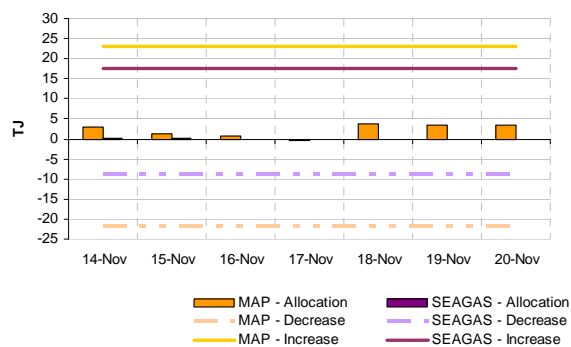 30
25
20
15
10
5
0
-5
-10
-15
-20
-25
TJ
14-Nov 15-Nov 16-Nov 17-Nov 18-Nov 19-Nov 20-Nov
MAP - Allocation SEAGAS - Allocation
MAP - Decrease SEAGAS - Decrease
MAP - Increase SEAGAS - Increase